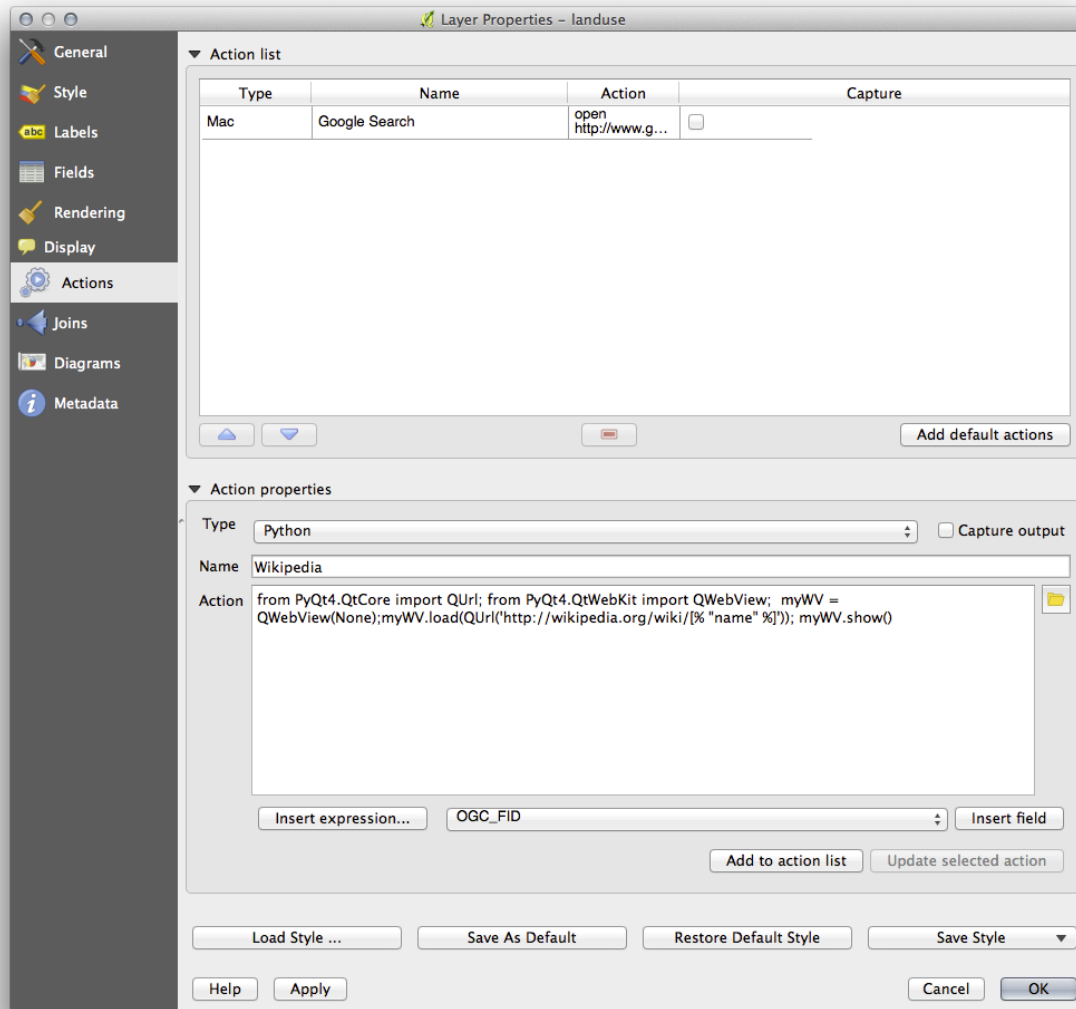 Layer Properties - landuse
General
Style
abc Labels
Fields
Rendering
Display
Actions
Joins
Diagrams
i Metadata
Action list
Type Name Action Capture
Mac Google Search open
http://www.g...
Add default actions
Action properties
Type Python Capture output
Name Wikipedia
Action from PyQt4.QtCore import QUrl; from PyQt4.QtWebKit import QWebView;  myWV =
QWebView(None);myWV.load(QUrl('http://wikipedia.org/wiki/[% "name" %]')); myWV.show()
Insert expression... OGC_FID Insert field
Add to action list Update selected action
Load Style ... Save As Default Restore Default Style Save Style
Help Apply Cancel OK